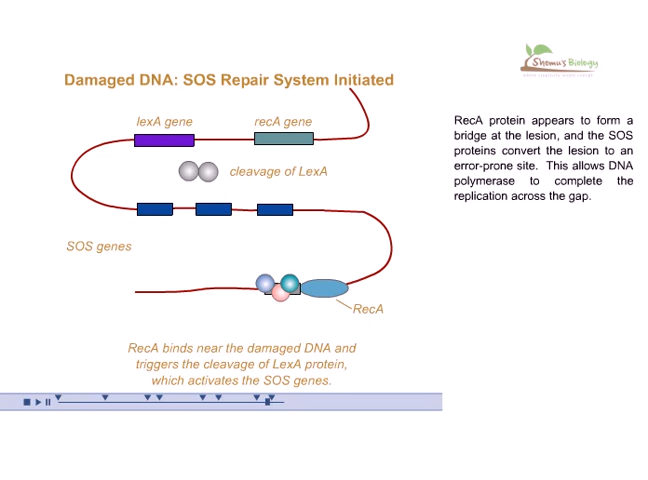 Shomu's Biology
Damaged DNA: SOS Repair System Initiated
lexA gene
recA gene
cleavage of LexA
SOS genes
RecA
RecA binds near the damaged DNA and
triggers the cleavage of LexA protein,
which activates the SOS genes.
RecA protein appears to form a
bridge at the lesion, and the SOS
proteins convert the lesion to an
error-prone site. This allows DNA
polymerase to complete the
replication across the gap.